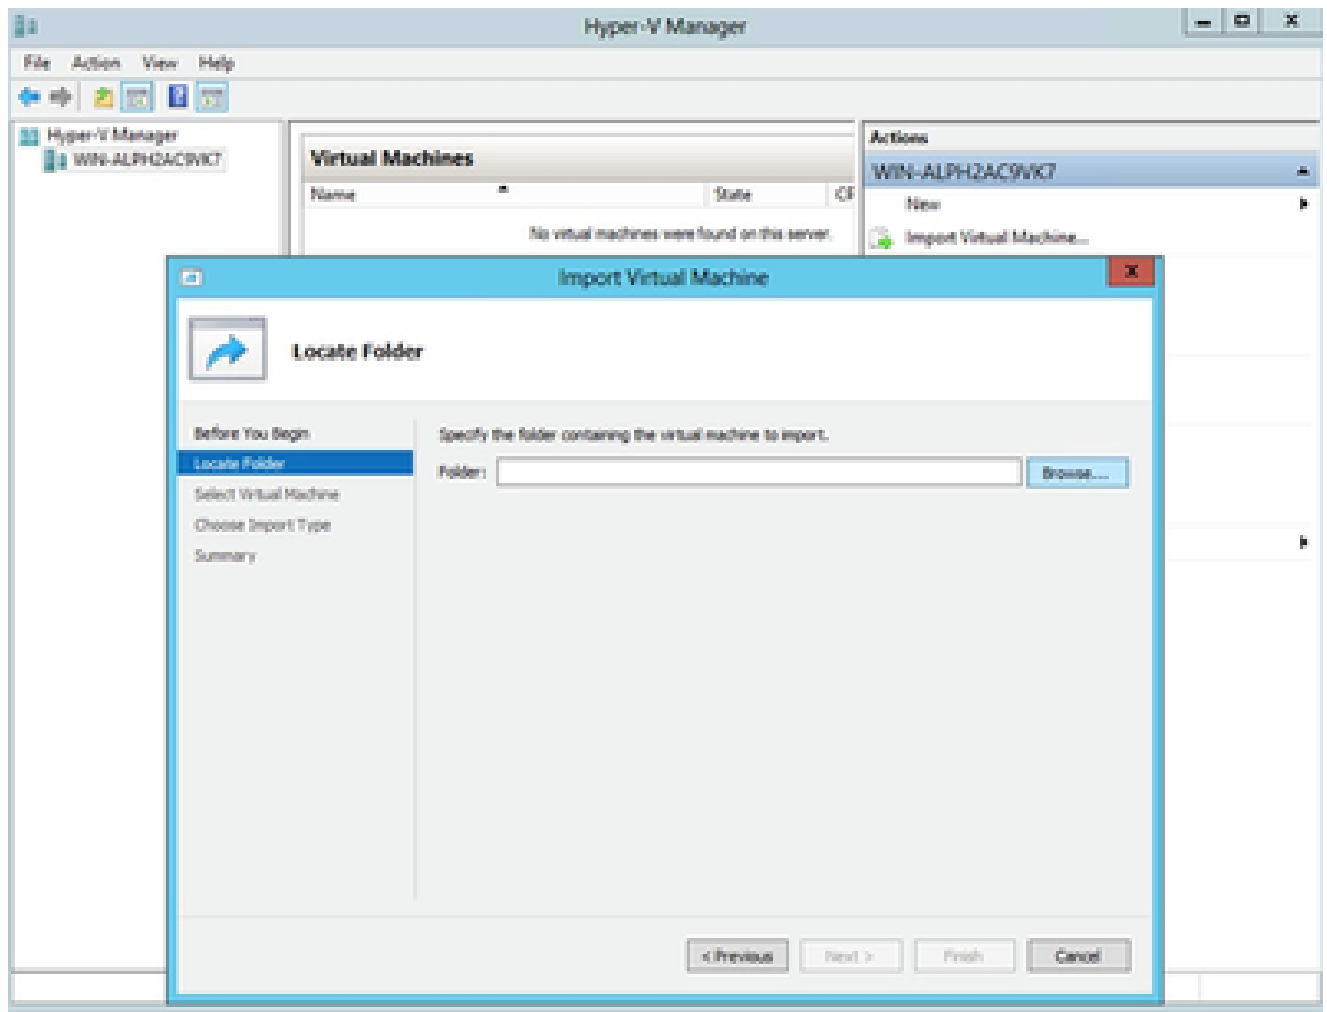 Hyper-V Manager
File Action View Help
Hyper-V Manager
WIN-ALPH2AC9VK7
Virtual Machines
Name State CP
No virtual machines were found on this server.
Actions
WIN-ALPH2AC9VK7
New
Import Virtual Machine...
Import Virtual Machine
Locate Folder
Before You Begin
Locate Folder
Select Virtual Machine
Choose Import Type
Summary
Specify the folder containing the virtual machine to import.
Folder: Browse...
< Previous Next > Finish Cancel